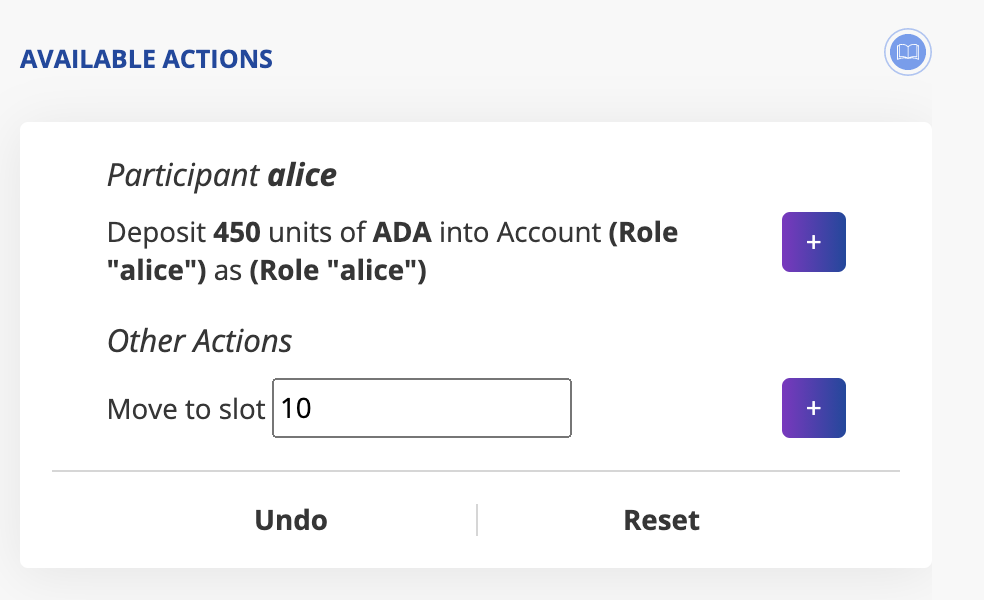 AVAILABLE ACTIONS
Participant alice
Deposit 450 units of ADA into Account (Role
"alice") as (Role "alice")
+
Other Actions
Move to slot 10
+
Undo
Reset